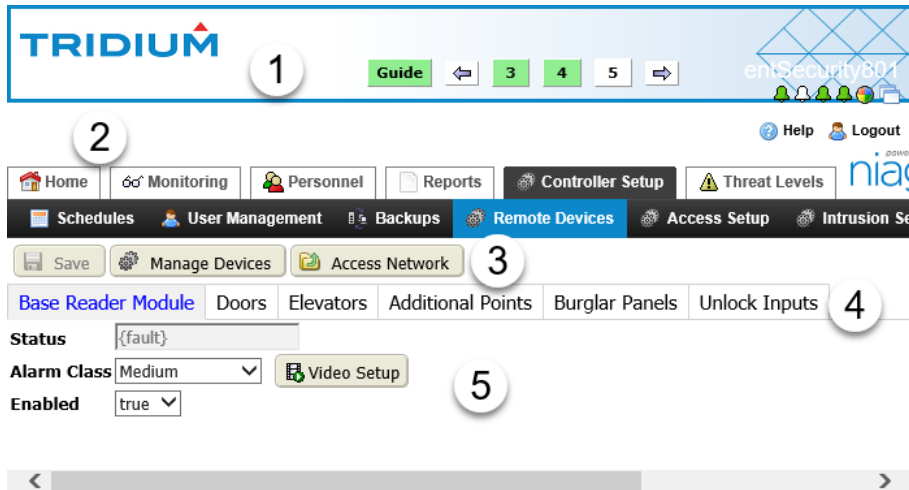 TRIDIUM
1
Guide 3 4 5
entSecurity801
2
Help Logout
Home Monitoring Personnel Reports Controller Setup Threat Levels
Schedules User Management Backups Remote Devices Access Setup Intrusion Se
Save Manage Devices Access Network 3
Base Reader Module Doors Elevators Additional Points Burglar Panels Unlock Inputs 4
Status {fault}
Alarm Class Medium Video Setup 5
Enabled true